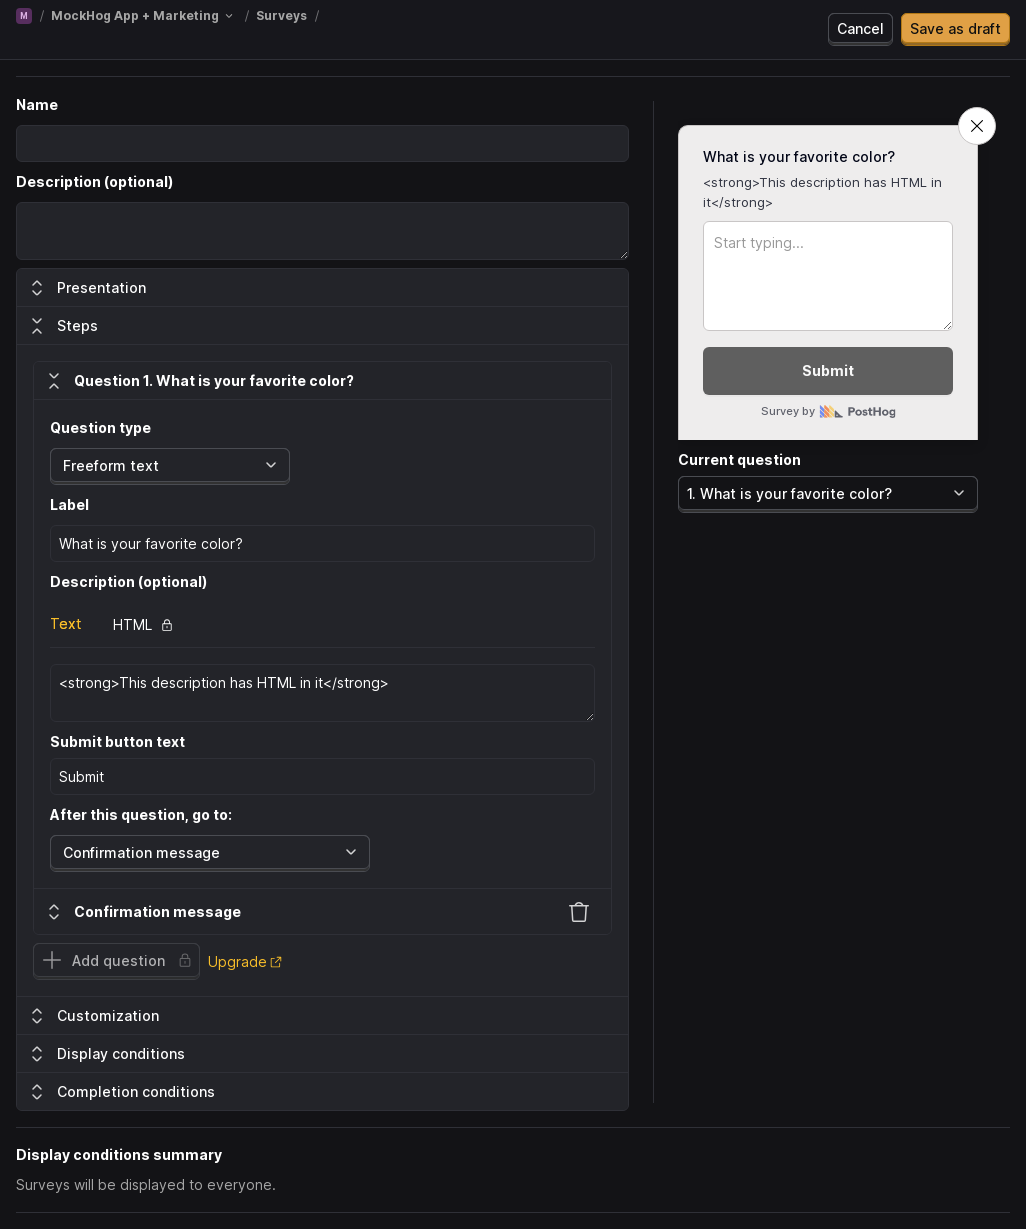 M / MockHog App + Marketing / Surveys /
Cancel
Save as draft
Name
Description (optional)
Presentation
Steps
Question 1. What is your favorite color?
Question type
Freeform text
Label
What is your favorite color?
Description (optional)
Text HTML
<strong>This description has HTML in it</strong>
Submit button text
Submit
After this question, go to:
Confirmation message
Confirmation message
Add question Upgrade
Customization
Display conditions
Completion conditions
What is your favorite color?
<strong>This description has HTML in
it</strong>
Start typing...
Submit
Survey by PostHog
Current question
1. What is your favorite color?
Display conditions summary
Surveys will be displayed to everyone.